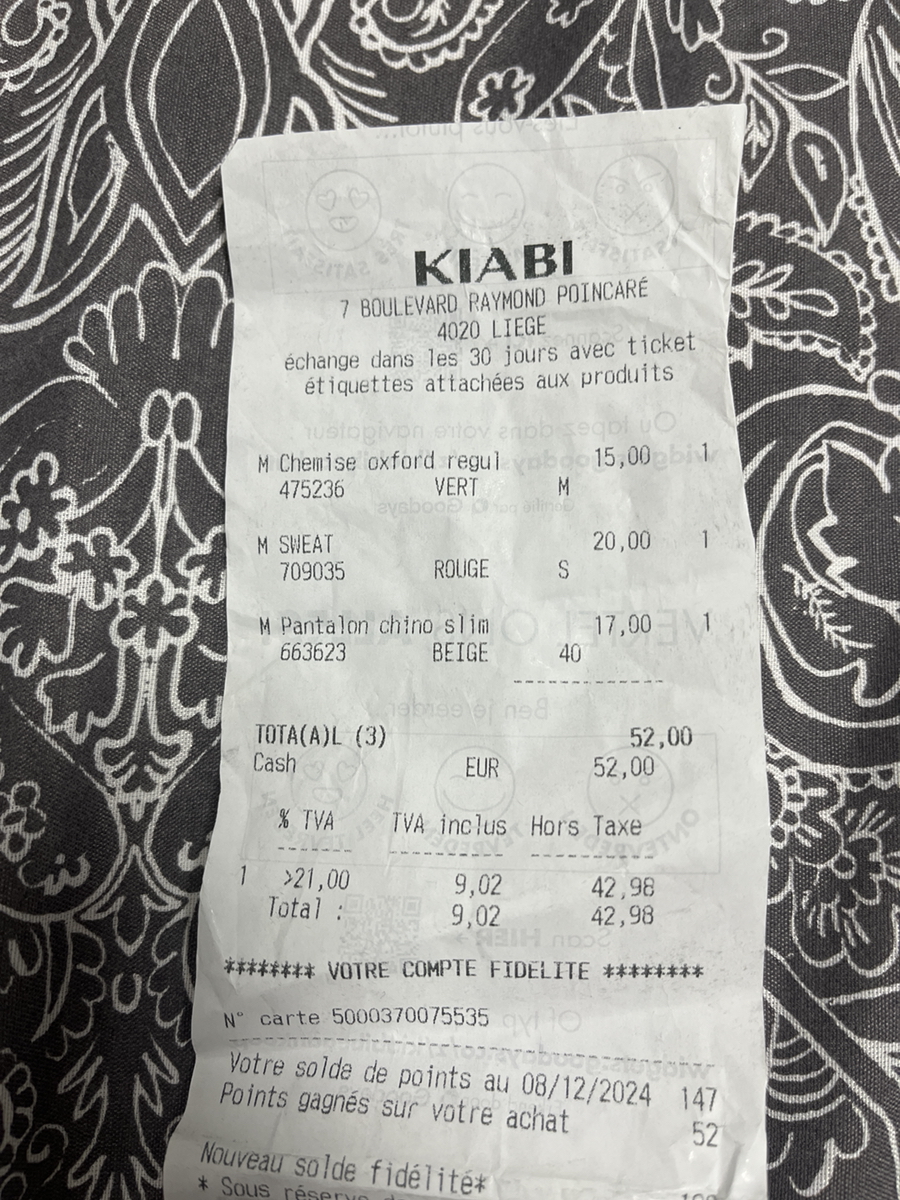 KIABI
7 BOULEVARD RAYMOND POINCARÉ
4020 LIEGE
échange dans les 30 jours avec ticket
étiquettes attachées aux produits
M Chemise oxford regul 15,00 1
475236 VERT M
M SWEAT 20,00 1
709035 ROUGE S
M Pantalon chino slim 17,00 1
663623 BEIGE 40
TOTA(A)L (3) 52,00
Cash EUR 52,00
% TVA TVA inclus Hors Taxe
1 >21,00 9,02 42,98
Total : 9,02 42,98
******** VOTRE COMPTE FIDELITE ********
N° carte 5000370075535
Votre solde de points au 08/12/2024 147
Points gagnés sur votre achat 52
Nouveau solde fidélité*
* Sous réserve